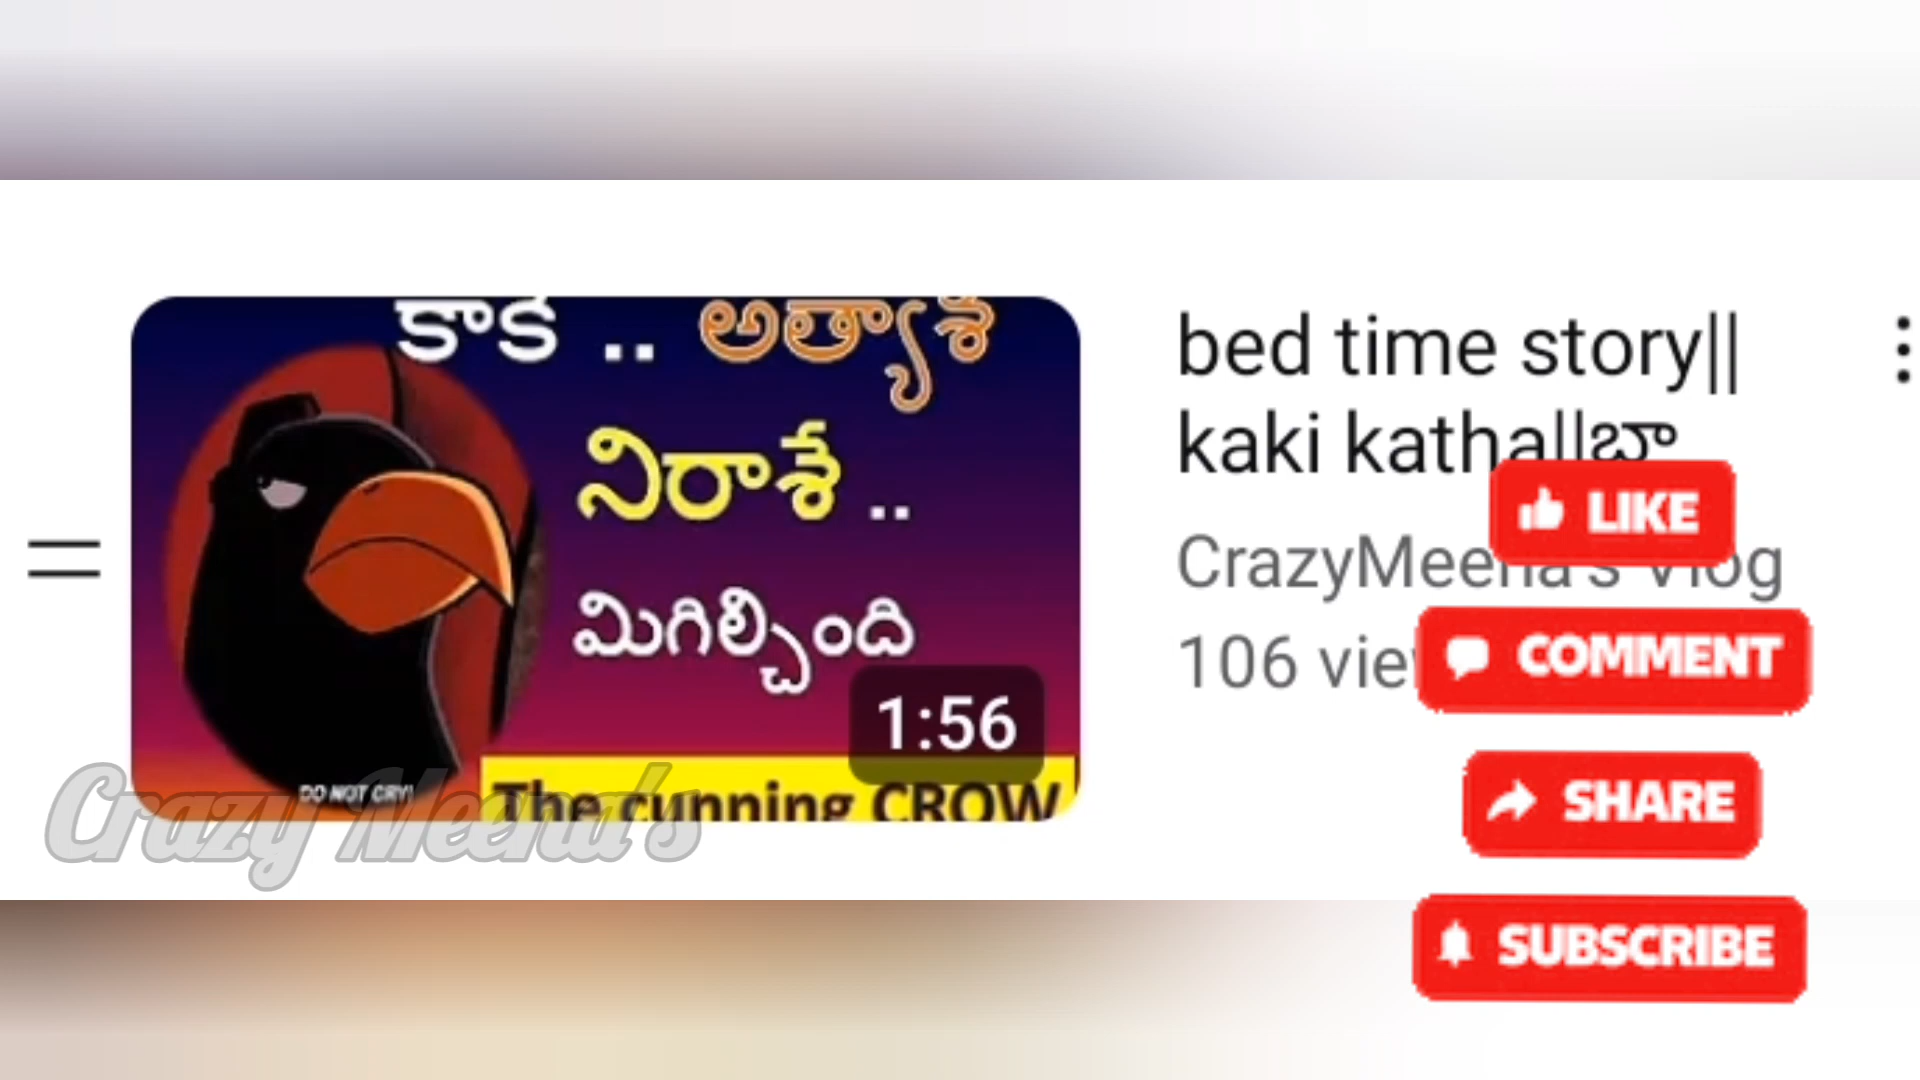 కాకి .. అత్యాశ
నిరాశే ..
మిగిల్చింది
1:56
DO NOT CRY!
The cunning CROW
bed time story||
kaki katha||బా
CrazyMeena's Vlog
106
LIKE
COMMENT
SHARE
SUBSCRIBE
Crazy Meena's